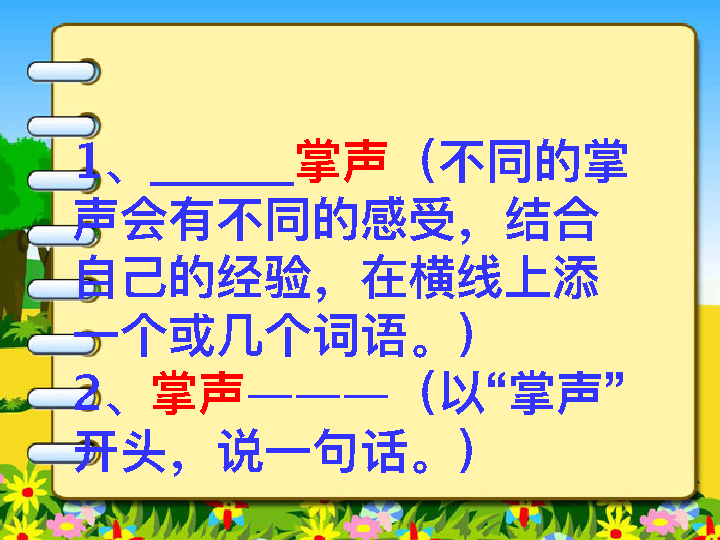 1、______掌声（不同的掌
声会有不同的感受，结合
自己的经验，在横线上添
一个或几个词语。）
2、掌声———（以“掌声”
开头，说一句话。）